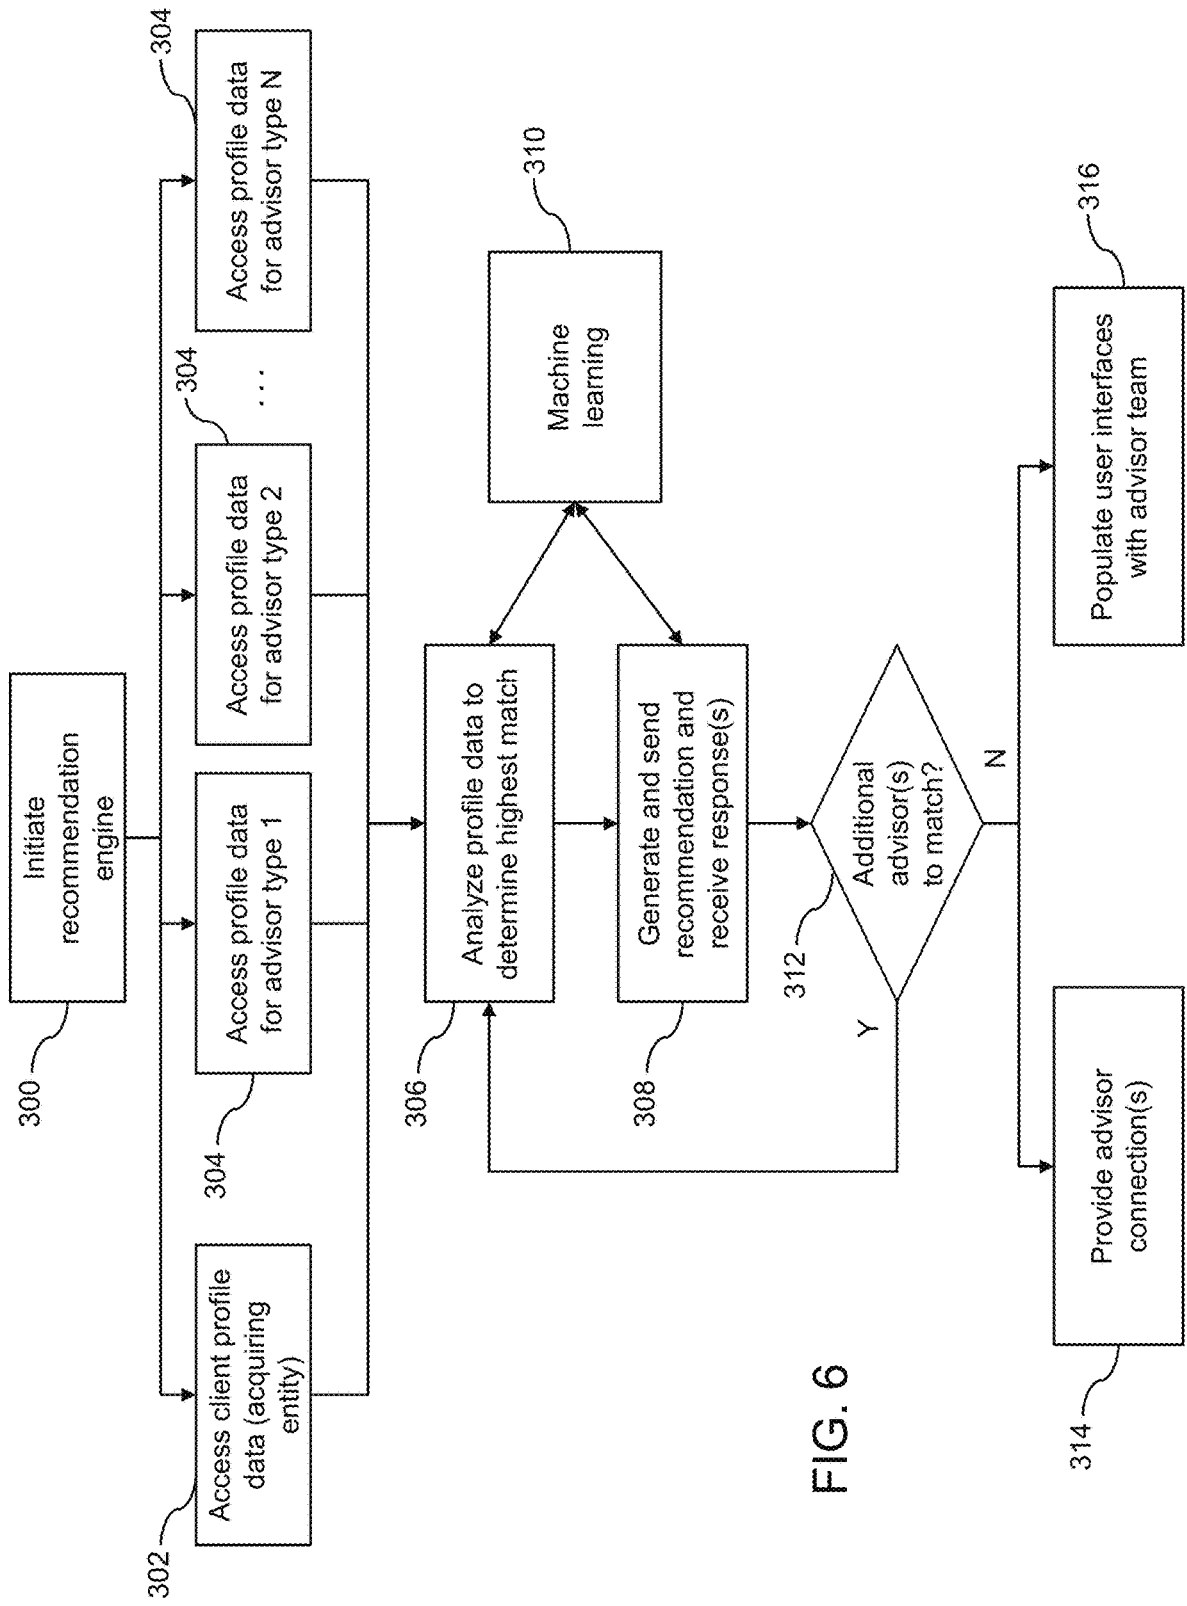 300
Initiate
recommendation
engine
302
Access client profile
data (acquiring
entity)
304
Access profile data
for advisor type 1
304
Access profile data
for advisor type 2
...
304
Access profile data
for advisor type N
306
Analyze profile data to
determine highest match
308
Generate and send
recommendation and
receive response(s)
310
Machine
learning
312
Additional
advisor(s)
to match?
Y
N
314
Provide advisor
connection(s)
316
Populate user interfaces
with advisor team
FIG. 6